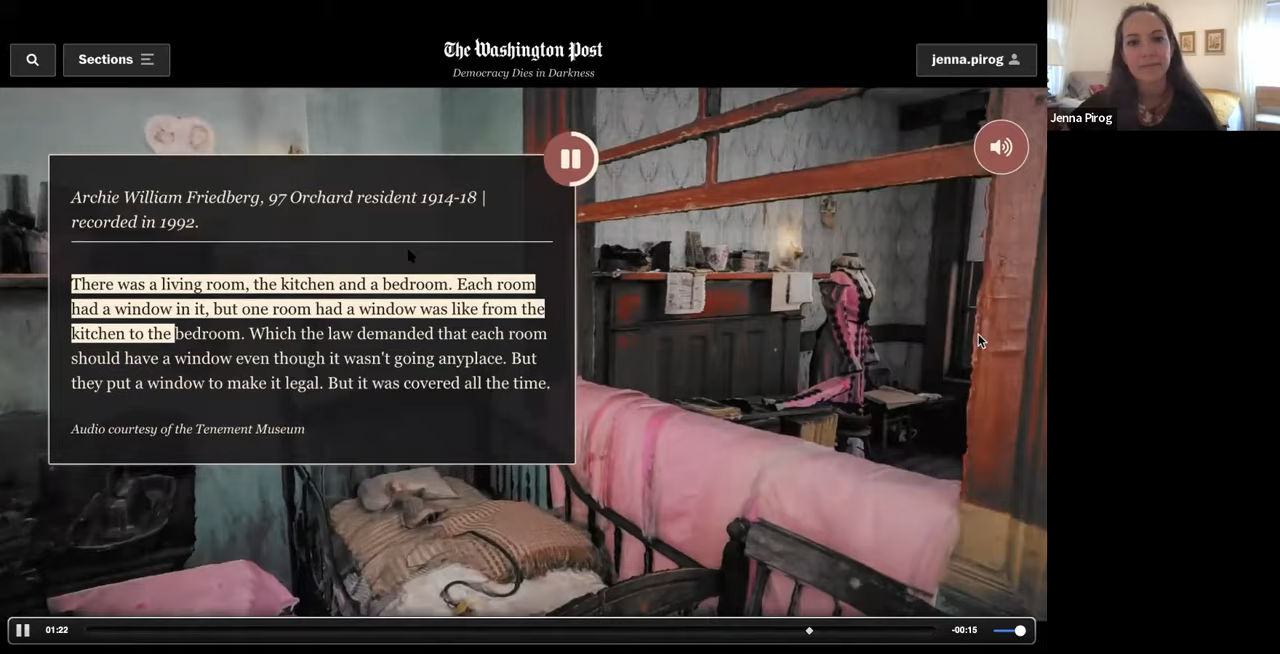 Sections
The Washington Post
Democracy Dies in Darkness
jenna.pirog
Jenna Pirog
Archie William Friedberg, 97 Orchard resident 1914-18 |
recorded in 1992.
There was a living room, the kitchen and a bedroom. Each room
had a window in it, but one room had a window was like from the
kitchen to the bedroom. Which the law demanded that each room
should have a window even though it wasn't going anyplace. But
they put a window to make it legal. But it was covered all the time.
Audio courtesy of the Tenement Museum
01:22
-00:15